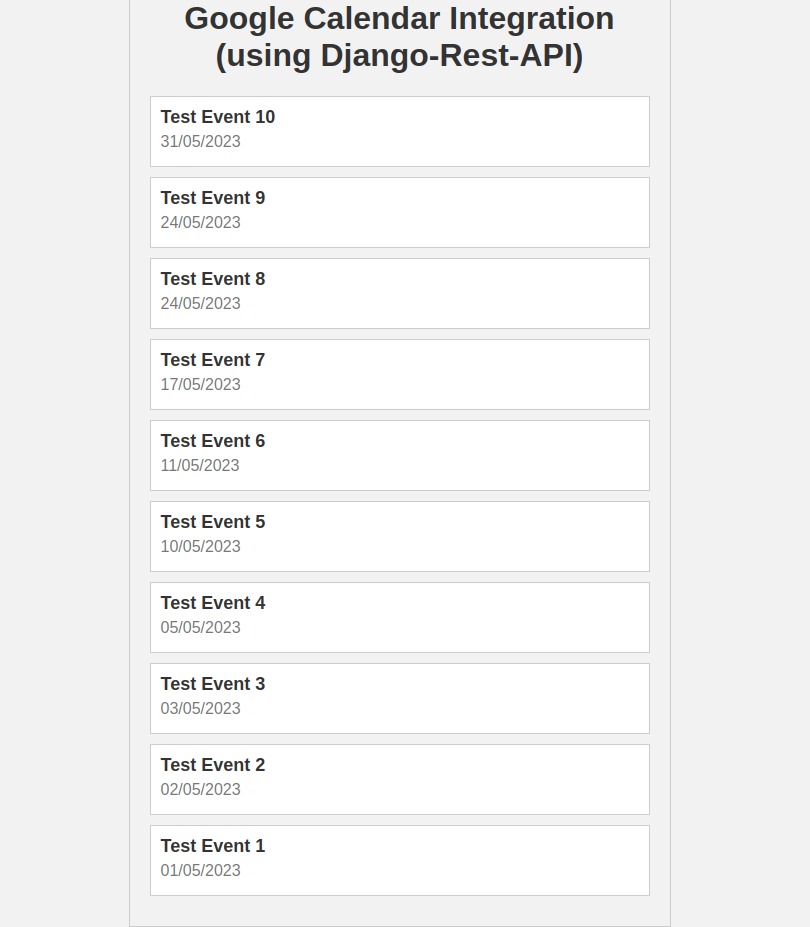 Google Calendar Integration
(using Django-Rest-API)
Test Event 10
31/05/2023
Test Event 9
24/05/2023
Test Event 8
24/05/2023
Test Event 7
17/05/2023
Test Event 6
11/05/2023
Test Event 5
10/05/2023
Test Event 4
05/05/2023
Test Event 3
03/05/2023
Test Event 2
02/05/2023
Test Event 1
01/05/2023